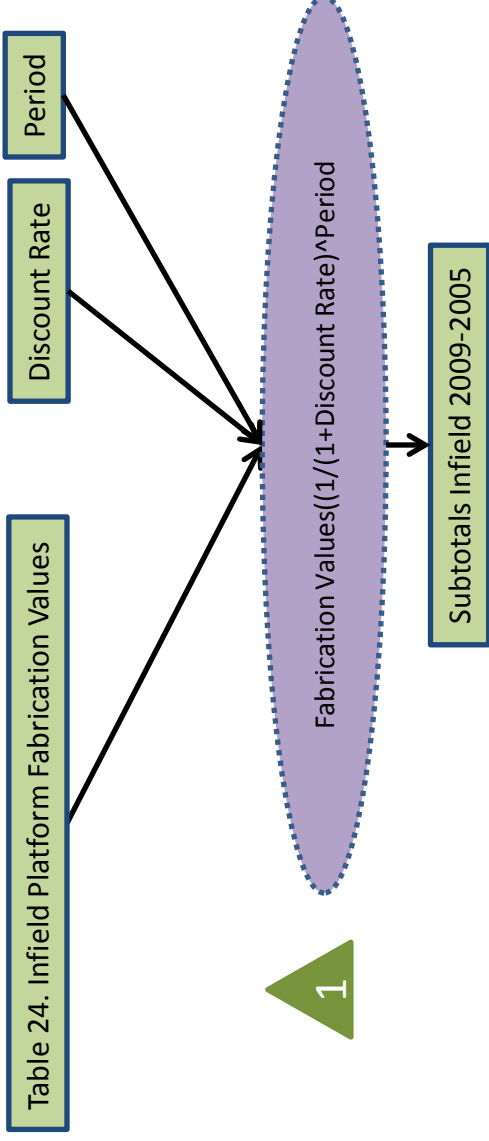 Table 24. Infield Platform Fabrication Values
Discount Rate
Period
1
Fabrication Values((1/(1+Discount Rate)^Period
Subtotals Infield 2009-2005